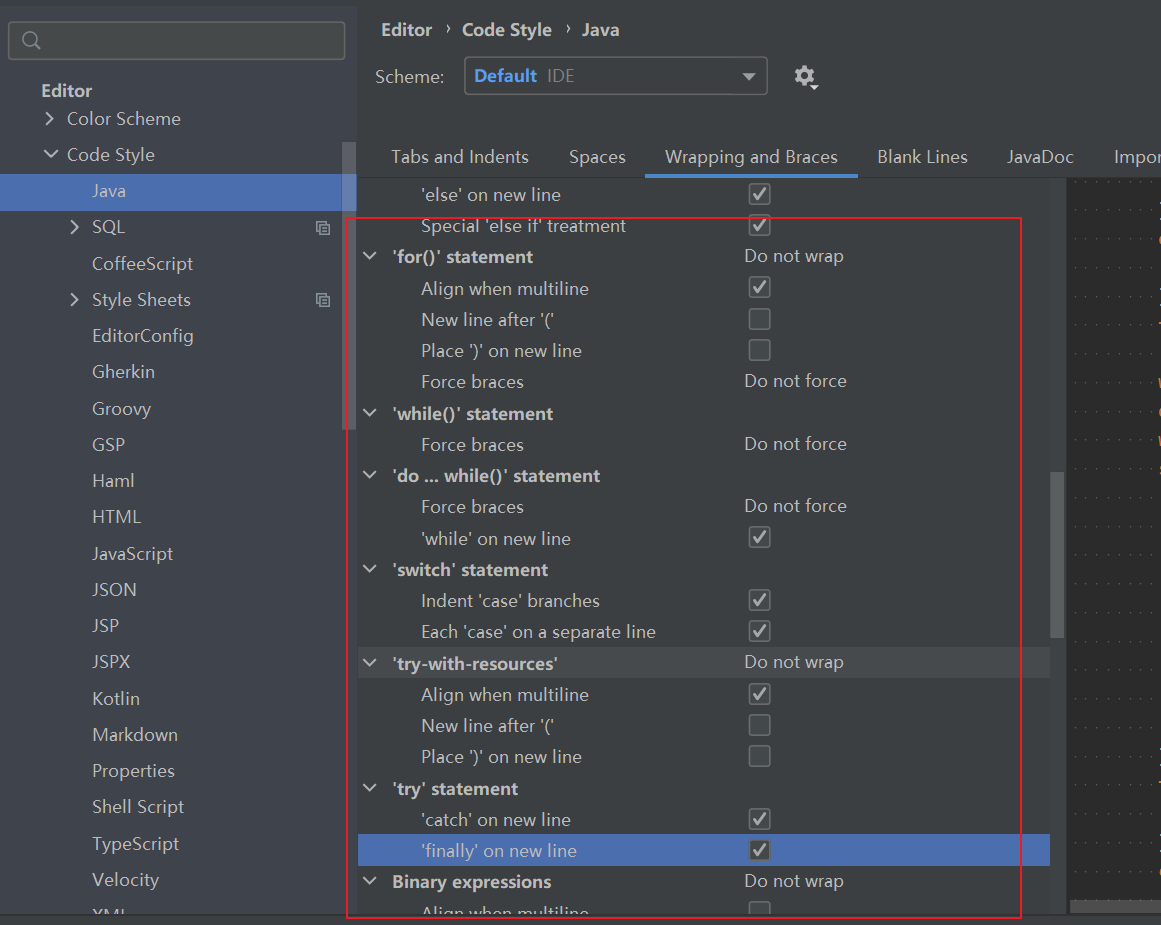 Editor › Code Style › Java
Scheme: Default IDE
Editor
Color Scheme
Code Style
Java
SQL
CoffeeScript
Style Sheets
EditorConfig
Gherkin
Groovy
GSP
Haml
HTML
JavaScript
JSON
JSP
JSPX
Kotlin
Markdown
Properties
Shell Script
TypeScript
Velocity
XML
Tabs and Indents Spaces Wrapping and Braces Blank Lines JavaDoc Impor
'else' on new line
Special 'else if' treatment
'for()' statement Do not wrap
Align when multiline
New line after '('
Place ')' on new line
Force braces Do not force
'while()' statement
Force braces Do not force
'do ... while()' statement
Force braces Do not force
'while' on new line
'switch' statement
Indent 'case' branches
Each 'case' on a separate line
'try-with-resources' Do not wrap
Align when multiline
New line after '('
Place ')' on new line
'try' statement
'catch' on new line
'finally' on new line
Binary expressions Do not wrap
Align when multiline